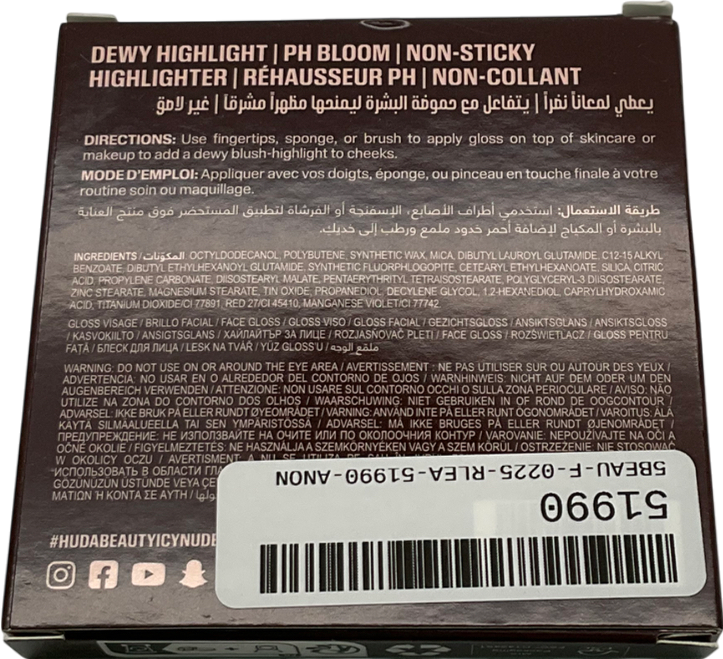 DEWY HIGHLIGHT | PH BLOOM | NON-STICKY
HIGHLIGHTER | RÉHAUSSEUR PH | NON-COLLANT
يعطي لمعاناً نضراً | يتفاعل مع حموضة البشرة ليمنحها مظهراً مشرقاً | غير لاصق
DIRECTIONS: Use fingertips, sponge, or brush to apply gloss on top of skincare or
makeup to add a dewy blush-highlight to cheeks.
MODE D'EMPLOI: Appliquer avec vos doigts, éponge, ou pinceau en touche finale à votre
routine soin ou maquillage.
طريقة الاستعمال: استخدمي أطراف الأصابع، الإسفنجة أو الفرشاة لتطبيق المستحضر فوق منتج العناية
بالبشرة أو المكياج لإضافة أحمر خدود ملمع ورطب إلى خديكِ.
INGREDIENTS / المكوّنات: OCTYLDODECANOL, POLYBUTENE, SYNTHETIC WAX, MICA, DIBUTYL LAUROYL GLUTAMIDE, C12-15 ALKYL
BENZOATE, DIBUTYL ETHYLHEXANOYL GLUTAMIDE, SYNTHETIC FLUORPHLOGOPITE, CETEARYL ETHYLHEXANOATE, SILICA, CITRIC
ACID, PROPYLENE CARBONATE, DIISOSTEARYL MALATE, PENTAERYTHRITYL TETRAISOSTEARATE, POLYGLYCERYL-3 DIISOSTEARATE,
ZINC STEARATE, MAGNESIUM STEARATE, TIN OXIDE, PROPANEDIOL, DECYLENE GLYCOL, 1,2-HEXANEDIOL, CAPRYLHYDROXAMIC
ACID, TITANIUM DIOXIDE/CI 77891, RED 27/CI 45410, MANGANESE VIOLET/CI 77742.
GLOSS VISAGE / BRILLO FACIAL / FACE GLOSS / GLOSS VISO / GLOSS FACIAL / GEZICHTSGLOSS / ANSIKTSGLANS / ANSIKTSGLOSS
/ KASVOKIILTO / ANSIGTSGLANS / ХАЙЛАЙТЪР ЗА ЛИЦЕ / ROZJASŇOVAČ PLETI / FACE GLOSS / ROZŚWIETLACZ / GLOSS PENTRU
FAȚĂ / БЛЕСК ДЛЯ ЛИЦА / LESK NA TVÁŘ / YÜZ GLOSS'U / ملمّع الوجه
WARNING: DO NOT USE ON OR AROUND THE EYE AREA / AVERTISSEMENT : NE PAS UTILISER SUR OU AUTOUR DES YEUX /
ADVERTENCIA: NO USAR EN O ALREDEDOR DEL CONTORNO DE OJOS / WARNHINWEIS: NICHT AUF DEM ODER UM DEN
AUGENBEREICH VERWENDEN / ATTENZIONE: NON USARE SUL CONTORNO OCCHI O SULLA ZONA PERIOCULARE / AVISO: NÃO
UTILIZE NA ZONA DO CONTORNO DOS OLHOS / WAARSCHUWING: NIET GEBRUIKEN IN OF ROND DE OOGCONTOUR /
ADVARSEL: IKKE BRUK PÅ ELLER RUNDT ØYEOMRÅDET / VARNING: ANVÄND INTE PÅ ELLER RUNT ÖGONOMRÅDET / VAROITUS: ÄLÄ
KÄYTÄ SILMÄALUEELLA TAI SEN YMPÄRISTÖSSÄ / ADVARSEL: MÅ IKKE BRUGES PÅ ELLER RUNDT ØJENOMRÅDET /
ПРЕДУПРЕЖДЕНИЕ: НЕ ИЗПОЛЗВАЙТЕ НА ОЧИТЕ ИЛИ ПО ОКОЛООЧНИЯ КОНТУР / VAROVÁNÍ: NEPOUŽÍVEJTE NA OČI A
OČNÉ OKOLIE / FIGYELMEZTETÉS: NE HASZNÁLJA A SZEMKÖRNYÉKEN VAGY A SZEM KÖRÜL / OSTRZEŻENIE: NIE STOSOWAĆ
W OKOLICY OCZU / AVERTISMENT: A NU SE UTILIZA
ИСПОЛЬЗОВАТЬ В ОБЛАСТИ
GÖZÜNÜZÜN ÜSTÜNDE VEYA
ΜΑΤΙΩΝ Ή ΚΟΝΤΑ ΣΕ ΑΥΤΗ /
#HUDABEAUTYICYNUDE
5BEAU-F-0225-RLEA-51990-ANON
51990